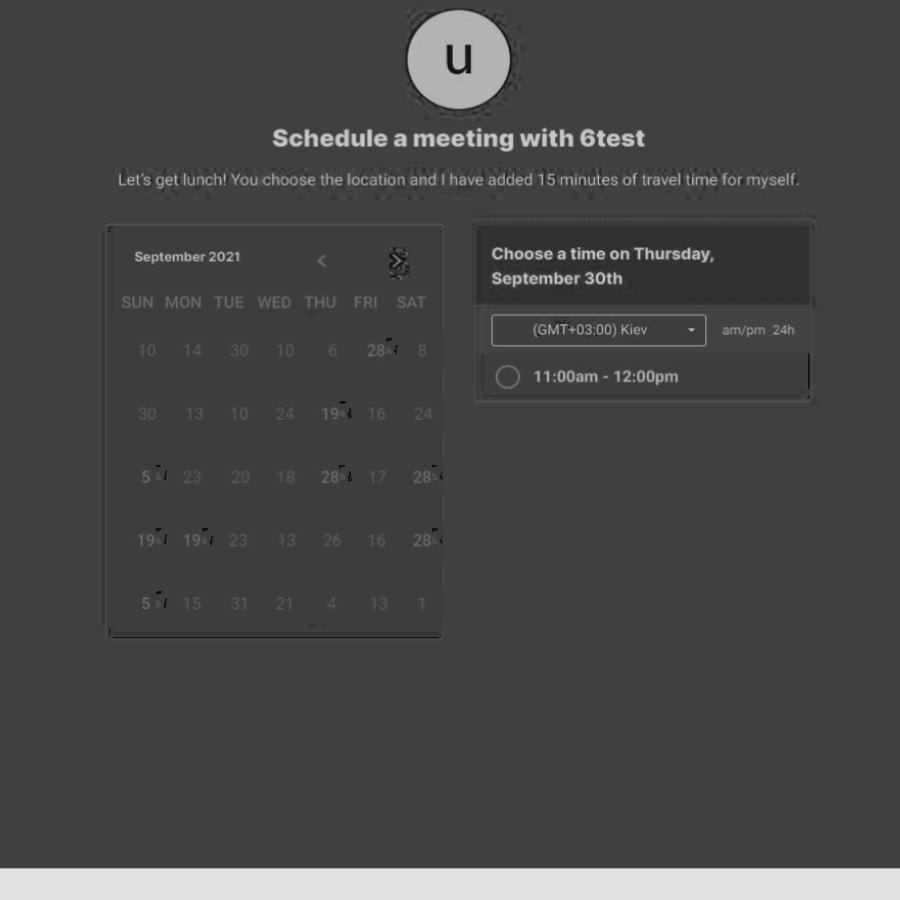 u
Schedule a meeting with 6test
Let's get lunch! You choose the location and I have added 15 minutes of travel time for myself.
September 2021
SUN MON TUE WED THU FRI SAT
10 14 30 10 6 28 8
30 13 10 24 19 16 24
5 23 20 18 28 17 28
19 19 23 13 26 16 28
5 15 31 21 4 13 1
Choose a time on Thursday,
September 30th
(GMT+03:00) Kiev am/pm 24h
11:00am - 12:00pm